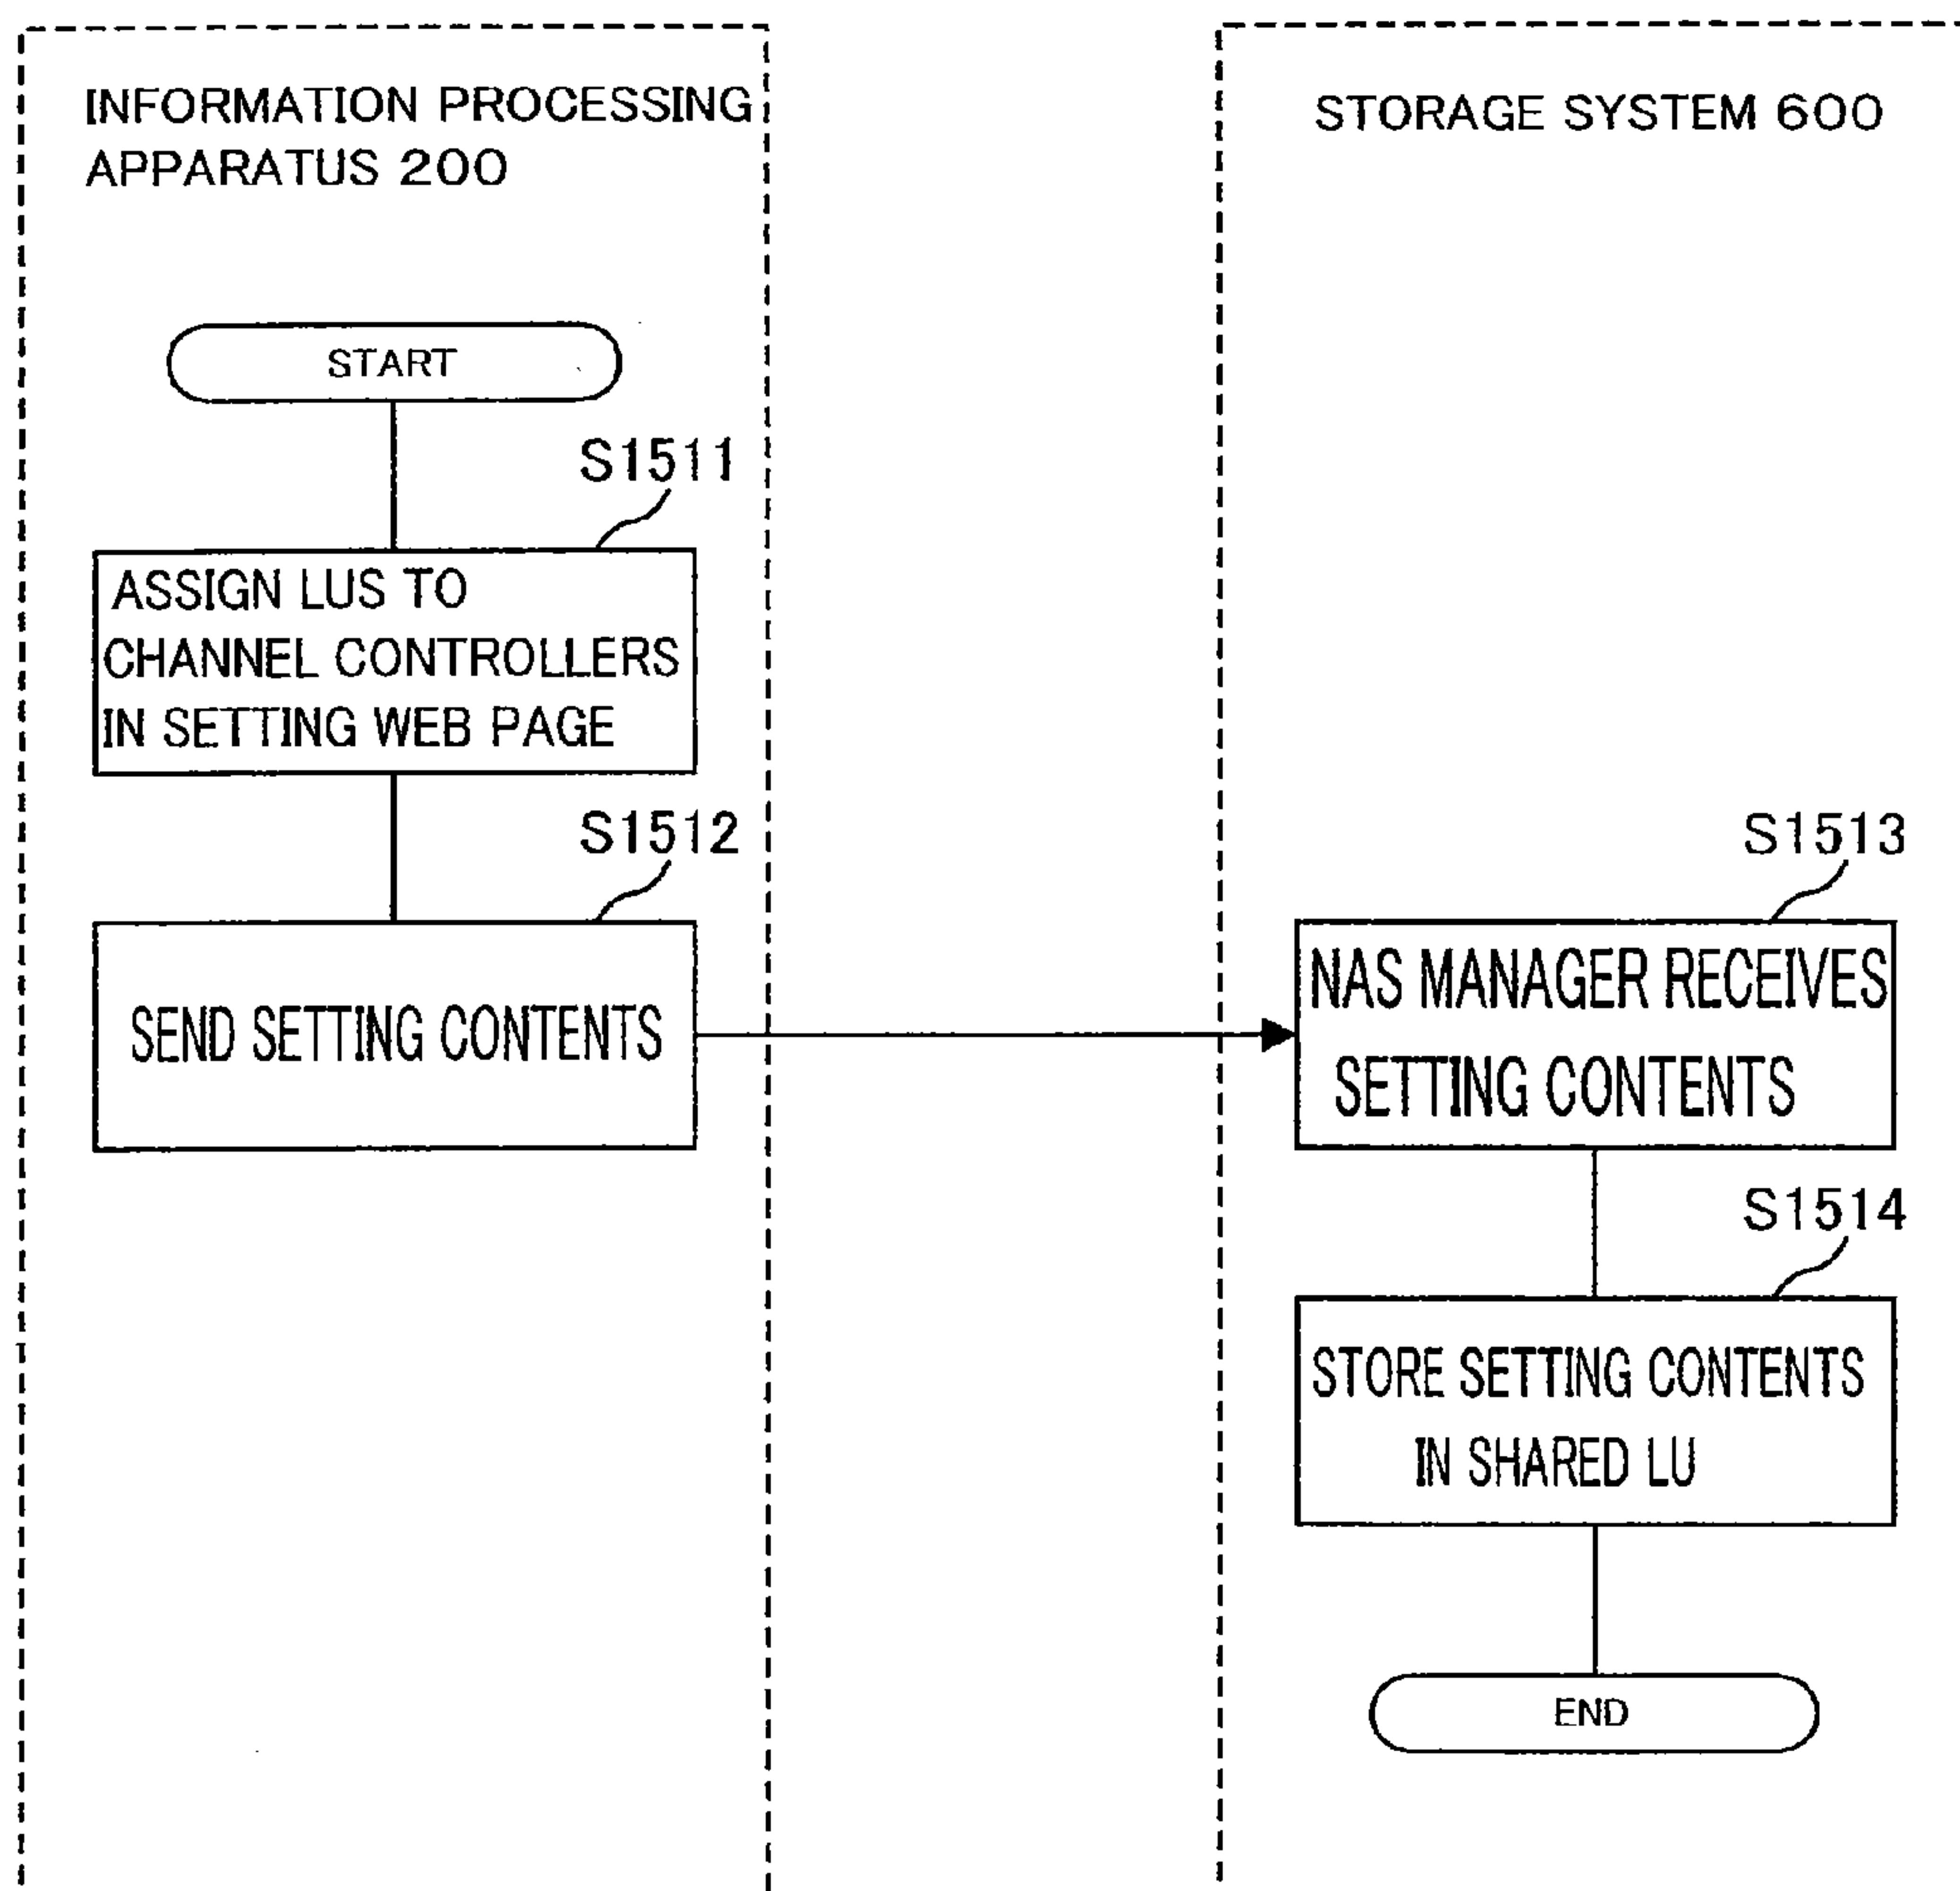 INFORMATION PROCESSING
APPARATUS 200
START
S1511
ASSIGN LUS TO
CHANNEL CONTROLLERS
IN SETTING WEB PAGE
S1512
SEND SETTING CONTENTS
STORAGE SYSTEM 600
S1513
NAS MANAGER RECEIVES
SETTING CONTENTS
S1514
STORE SETTING CONTENTS
IN SHARED LU
END